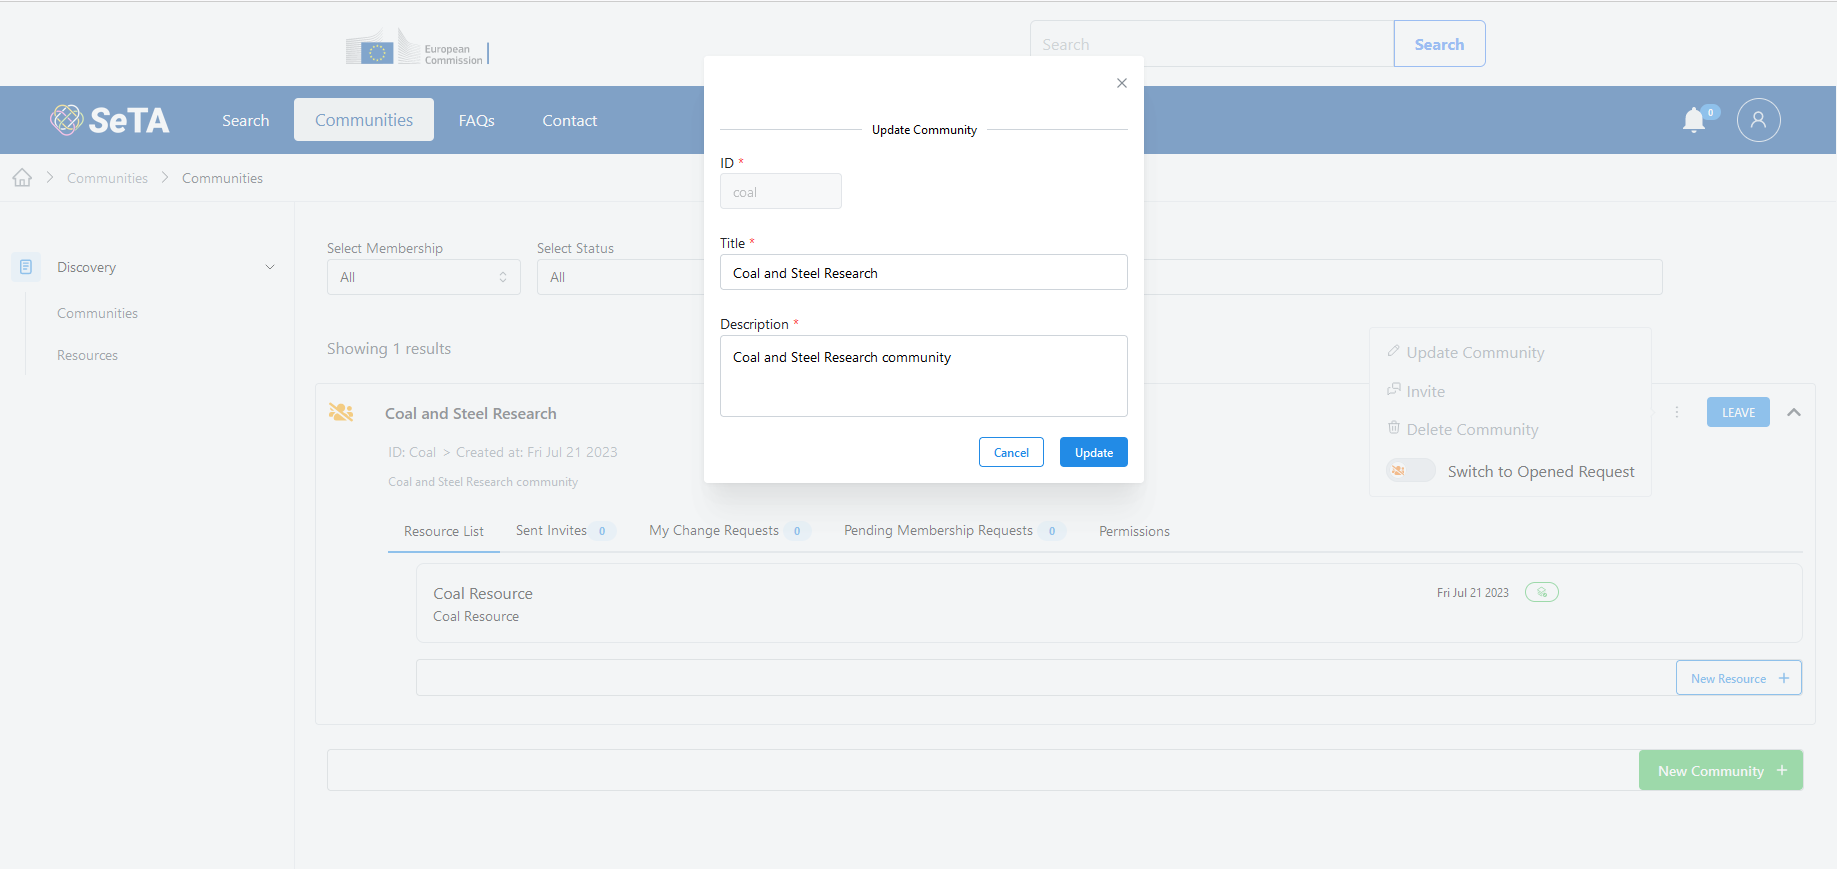 European
Commission
Search
Search
SeTA
Search
Communities
FAQs
Contact
0
Communities
Communities
Discovery
Communities
Resources
Select Membership
All
Select Status
All
Showing 1 results
Update Community
ID *
coal
Title *
Coal and Steel Research
Description *
Coal and Steel Research community
Cancel
Update
Update Community
Invite
Delete Community
Switch to Opened Request
LEAVE
Coal and Steel Research
ID: Coal > Created at: Fri Jul 21 2023
Coal and Steel Research community
Resource List
Sent Invites 0
My Change Requests 0
Pending Membership Requests 0
Permissions
Coal Resource
Coal Resource
Fri Jul 21 2023
New Resource +
New Community +